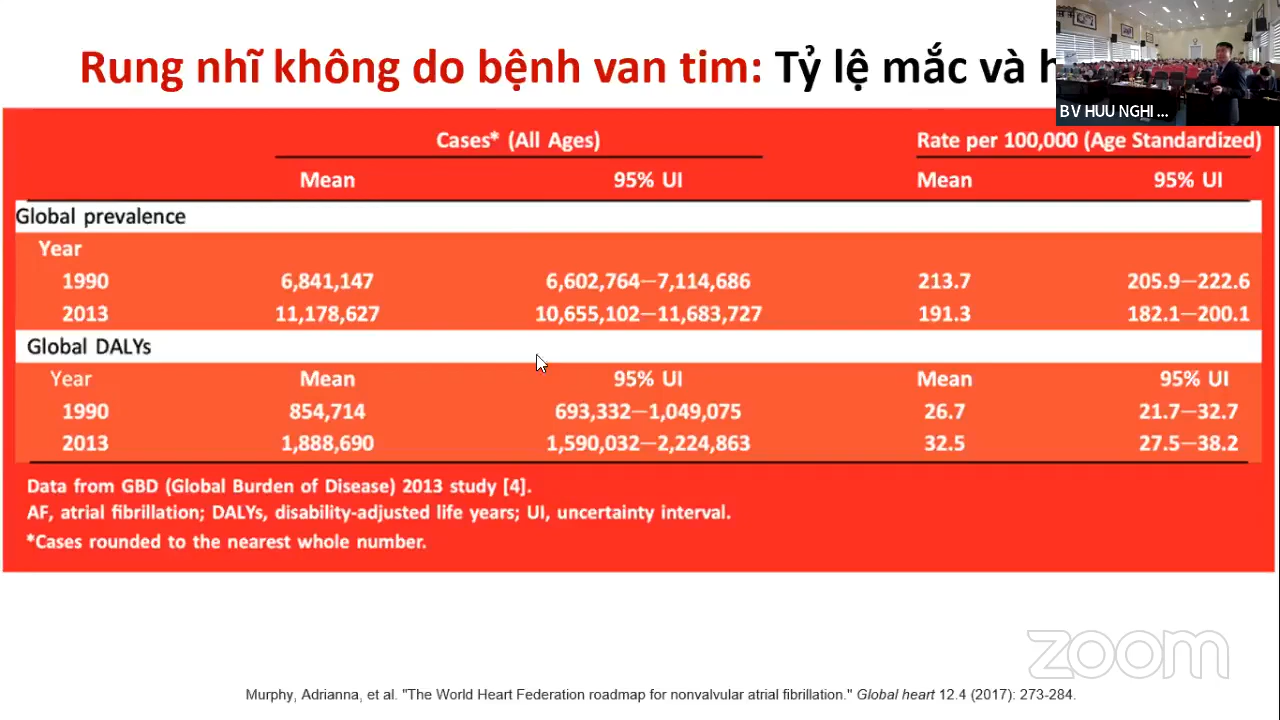 Rung nhĩ không do bệnh van tim: Tỷ lệ mắc và
BV HUU NGHI ...
Cases* (All Ages) Rate per 100,000 (Age Standardized)
Mean 95% UI Mean 95% UI
Global prevalence
Year
1990 6,841,147 6,602,764—7,114,686 213.7 205.9—222.6
2013 11,178,627 10,655,102—11,683,727 191.3 182.1—200.1
Global DALYs
Year Mean 95% UI Mean 95% UI
1990 854,714 693,332—1,049,075 26.7 21.7—32.7
2013 1,888,690 1,590,032—2,224,863 32.5 27.5—38.2
Data from GBD (Global Burden of Disease) 2013 study [4].
AF, atrial fibrillation; DALYs, disability-adjusted life years; UI, uncertainty interval.
*Cases rounded to the nearest whole number.
zoom
Murphy, Adrianna, et al. "The World Heart Federation roadmap for nonvalvular atrial fibrillation." Global heart 12.4 (2017): 273-284.